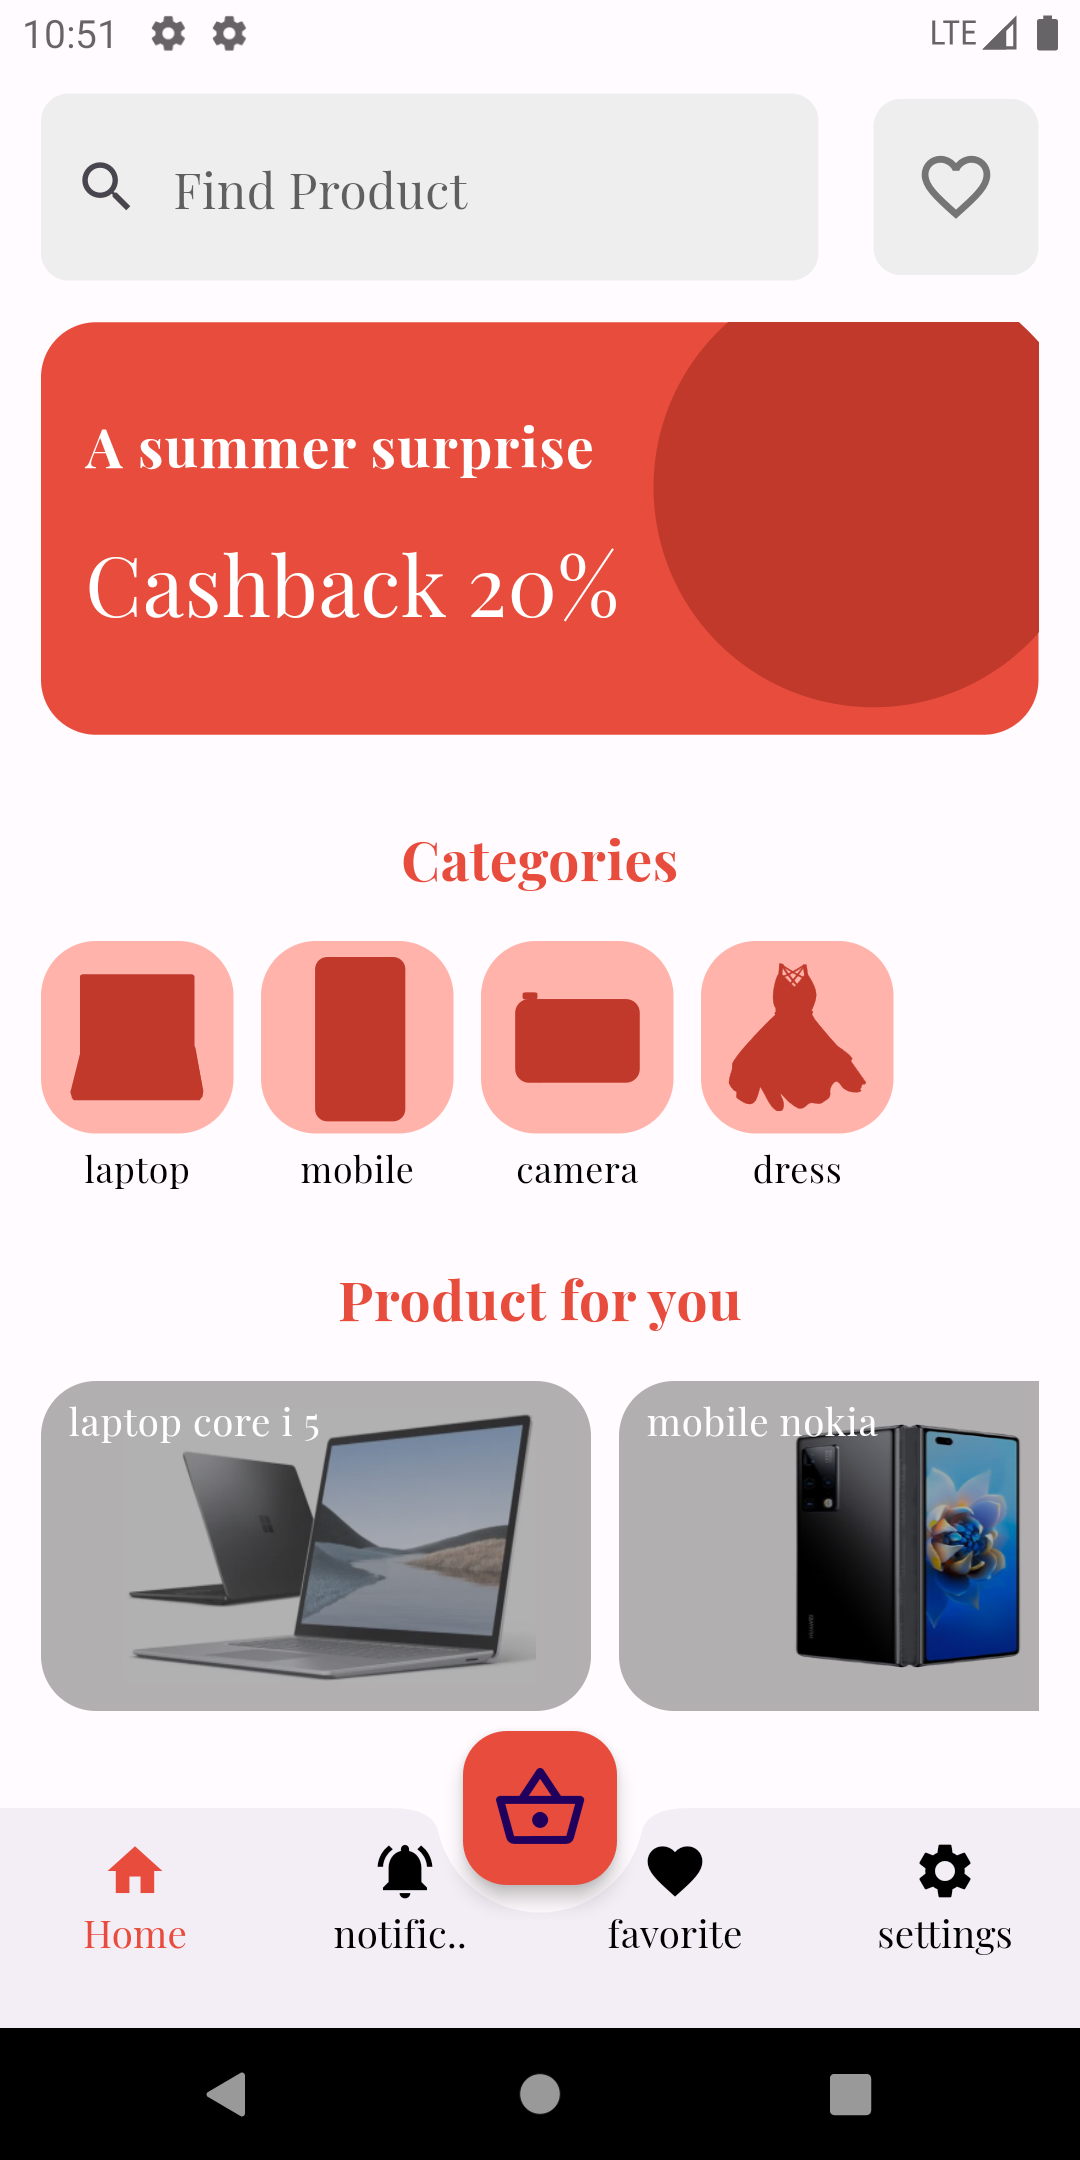 10:51
LTE
Find Product
A summer surprise
Cashback 20%
Categories
laptop
mobile
camera
dress
Product for you
laptop core i 5
mobile nokia
Home
notific..
favorite
settings